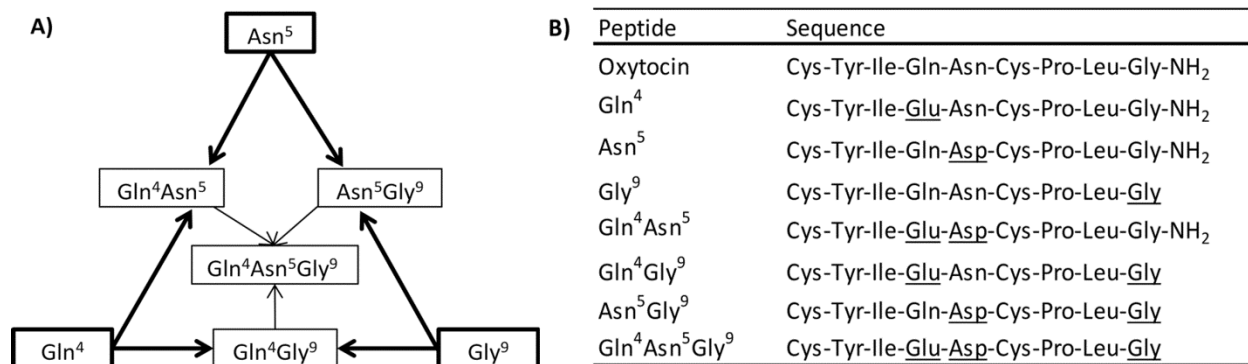 A)
Asn⁵
Gln⁴Asn⁵
Asn⁵Gly⁹
Gln⁴Asn⁵Gly⁹
Gln⁴
Gln⁴Gly⁹
Gly⁹
B)
Peptide Sequence
Oxytocin Cys-Tyr-Ile-Gln-Asn-Cys-Pro-Leu-Gly-NH₂
Gln⁴ Cys-Tyr-Ile-Glu-Asn-Cys-Pro-Leu-Gly-NH₂
Asn⁵ Cys-Tyr-Ile-Gln-Asp-Cys-Pro-Leu-Gly-NH₂
Gly⁹ Cys-Tyr-Ile-Gln-Asn-Cys-Pro-Leu-Gly
Gln⁴Asn⁵ Cys-Tyr-Ile-Glu-Asp-Cys-Pro-Leu-Gly-NH₂
Gln⁴Gly⁹ Cys-Tyr-Ile-Glu-Asn-Cys-Pro-Leu-Gly
Asn⁵Gly⁹ Cys-Tyr-Ile-Gln-Asp-Cys-Pro-Leu-Gly
Gln⁴Asn⁵Gly⁹ Cys-Tyr-Ile-Glu-Asp-Cys-Pro-Leu-Gly